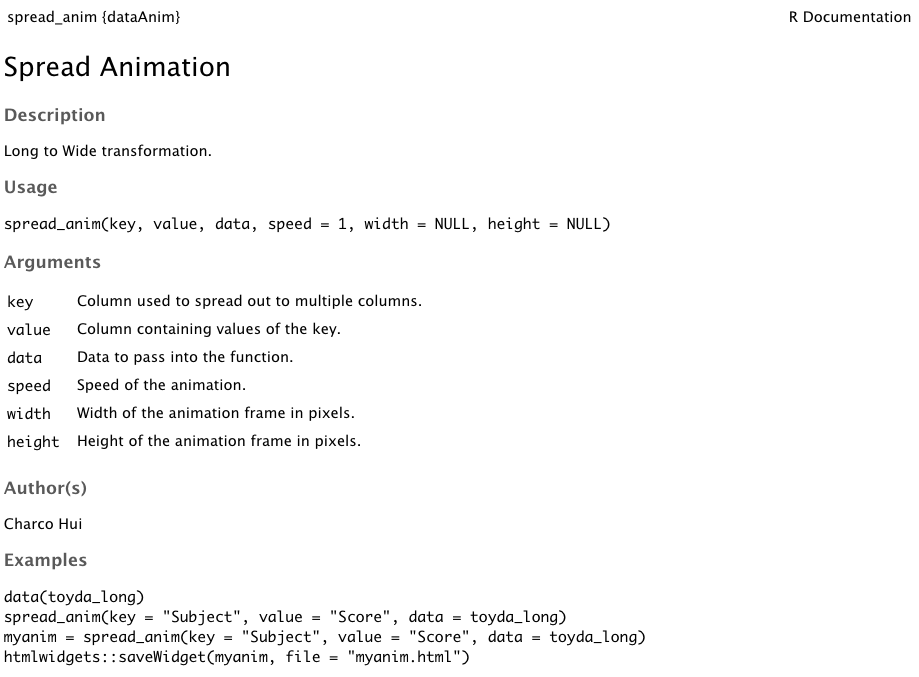 spread_anim {dataAnim} R Documentation
Spread Animation
Description
Long to Wide transformation.
Usage
spread_anim(key, value, data, speed = 1, width = NULL, height = NULL)
Arguments
key Column used to spread out to multiple columns.
value Column containing values of the key.
data Data to pass into the function.
speed Speed of the animation.
width Width of the animation frame in pixels.
height Height of the animation frame in pixels.
Author(s)
Charco Hui
Examples
data(toyda_long)
spread_anim(key = "Subject", value = "Score", data = toyda_long)
myanim = spread_anim(key = "Subject", value = "Score", data = toyda_long)
htmlwidgets::saveWidget(myanim, file = "myanim.html")